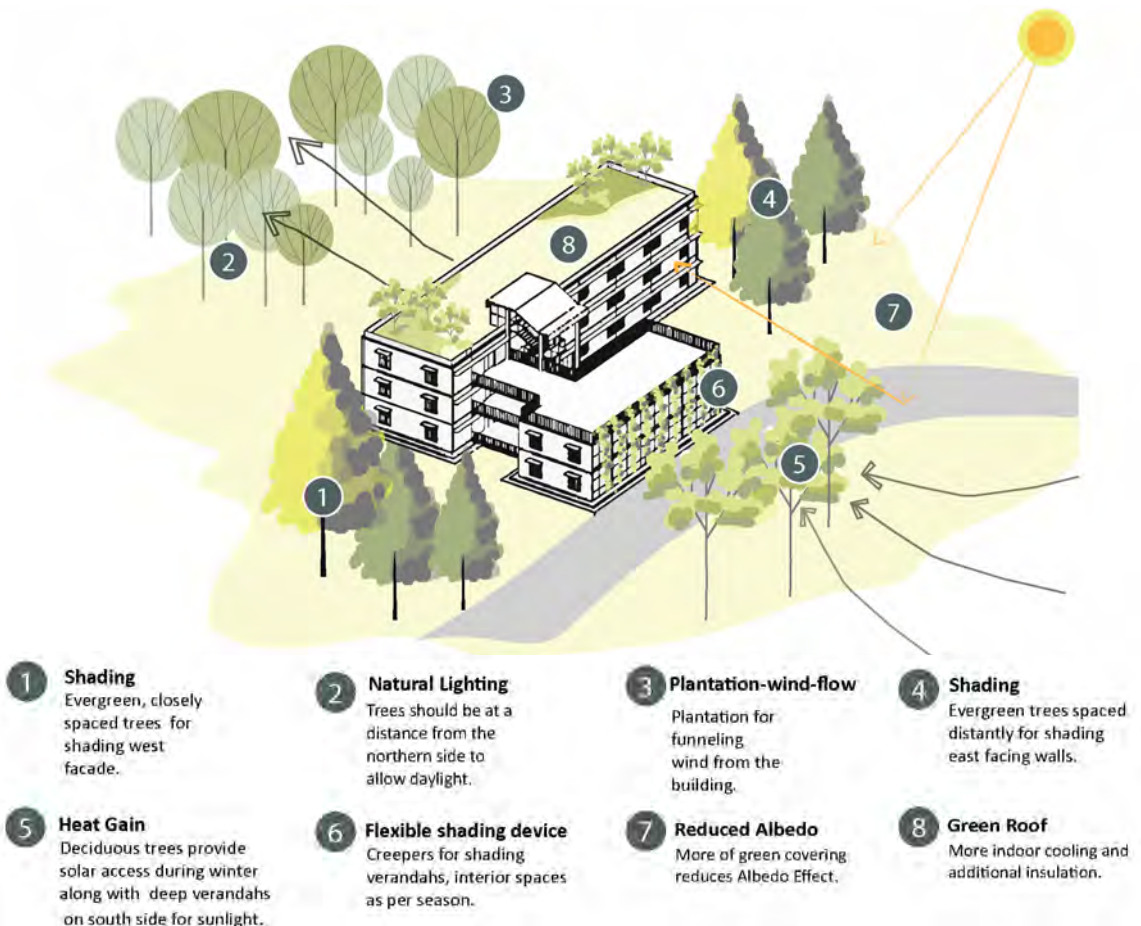 3
4
8
2
7
6
5
1
1
Shading
Evergreen, closely
spaced trees for
shading west
facade.
2
Natural Lighting
Trees should be at a
distance from the
northern side to
allow daylight.
3
Plantation-wind-flow
Plantation for
funneling
wind from the
building.
4
Shading
Evergreen trees spaced
distantly for shading
east facing walls.
5
Heat Gain
Deciduous trees provide
solar access during winter
along with deep verandahs
on south side for sunlight.
6
Flexible shading device
Creepers for shading
verandahs, interior spaces
as per season.
7
Reduced Albedo
More of green covering
reduces Albedo Effect.
8
Green Roof
More indoor cooling and
additional insulation.